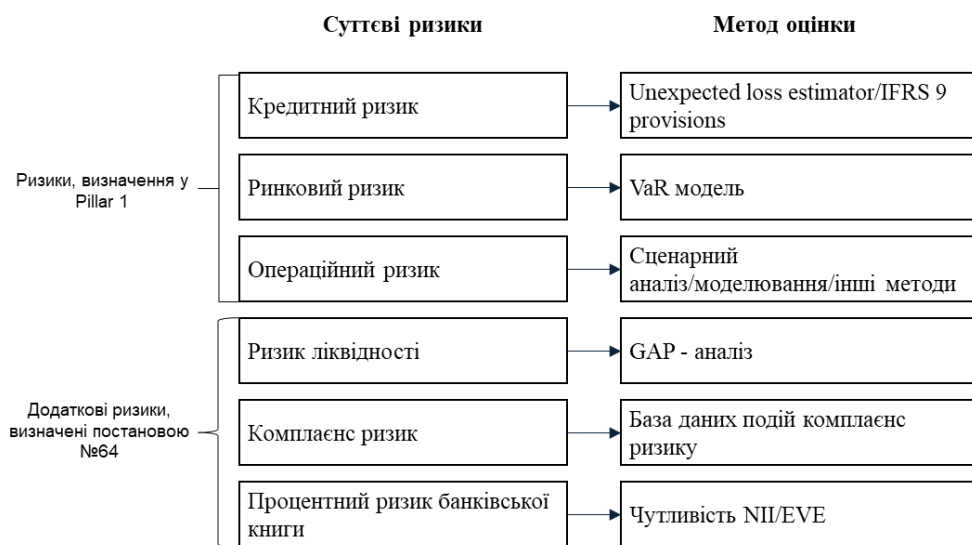 Суттєві ризики
Метод оцінки
Ризики, визначення у
Pillar 1
Кредитний ризик
Unexpected loss estimator/IFRS 9
provisions
Ринковий ризик
VaR модель
Операційний ризик
Сценарний
аналіз/моделювання/інші методи
Додаткові ризики,
визначені постановою
№64
Ризик ліквідності
GAP - аналіз
Комплаєнс ризик
База даних подій комплаєнс
ризику
Процентний ризик банківської
книги
Чутливість NII/EVE